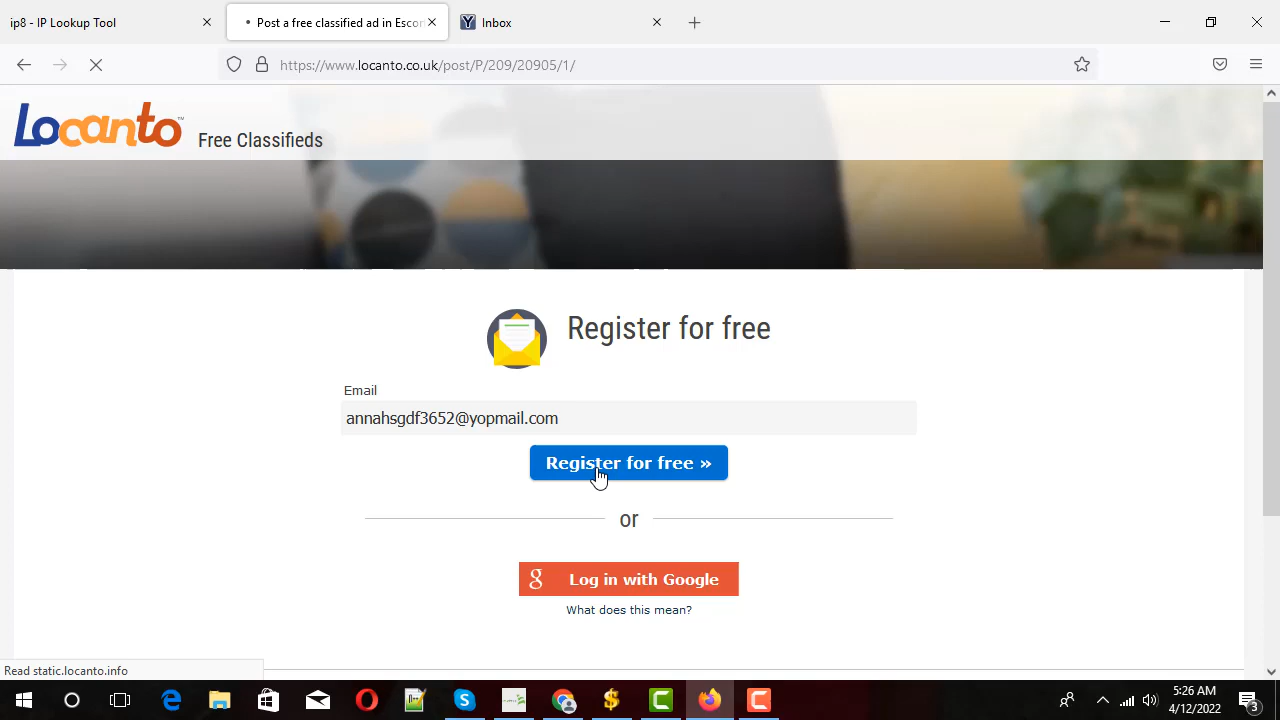 ip8 - IP Lookup Tool
Post a free classified ad in Escor
Inbox
https://www.locanto.co.uk/post/P/209/20905/1/
Locanto™ Free Classifieds
Register for free
Email
annahsgdf3652@yopmail.com
Register for free »
or
Log in with Google
What does this mean?
Read static.locanto.info
5:26 AM
4/12/2022
3